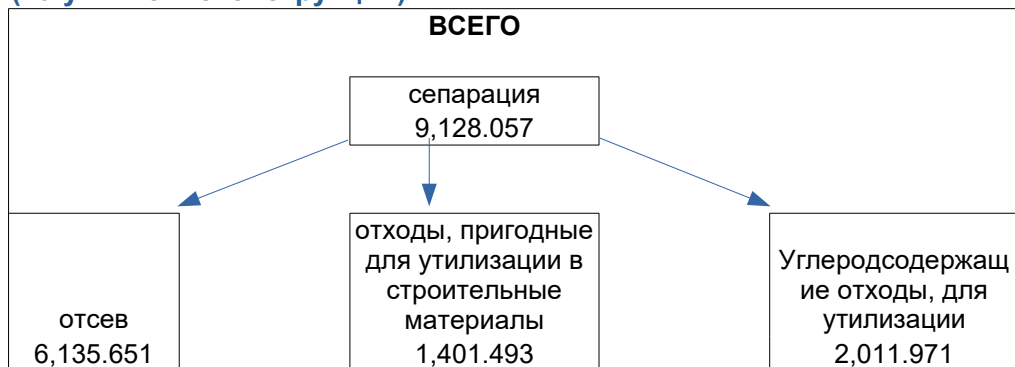 ВСЕГО
сепарация
9,128.057
отсев
6,135.651
отходы, пригодные
для утилизации в
строительные
материалы
1,401.493
Углеродсодержащ
ие отходы, для
утилизации
2,011.971